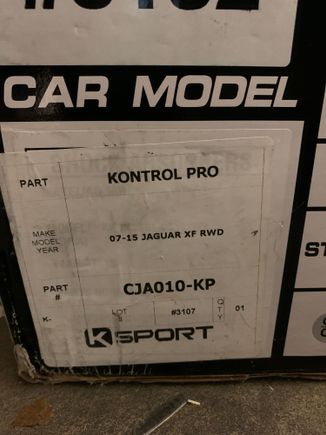 CAR MODEL
PART KONTROL PRO
MAKE
MODEL
YEAR
07-15 JAGUAR XF RWD
PART
#
CJA010-KP
K- LOT
#
#3107 QTY 01
KSPORT
ST